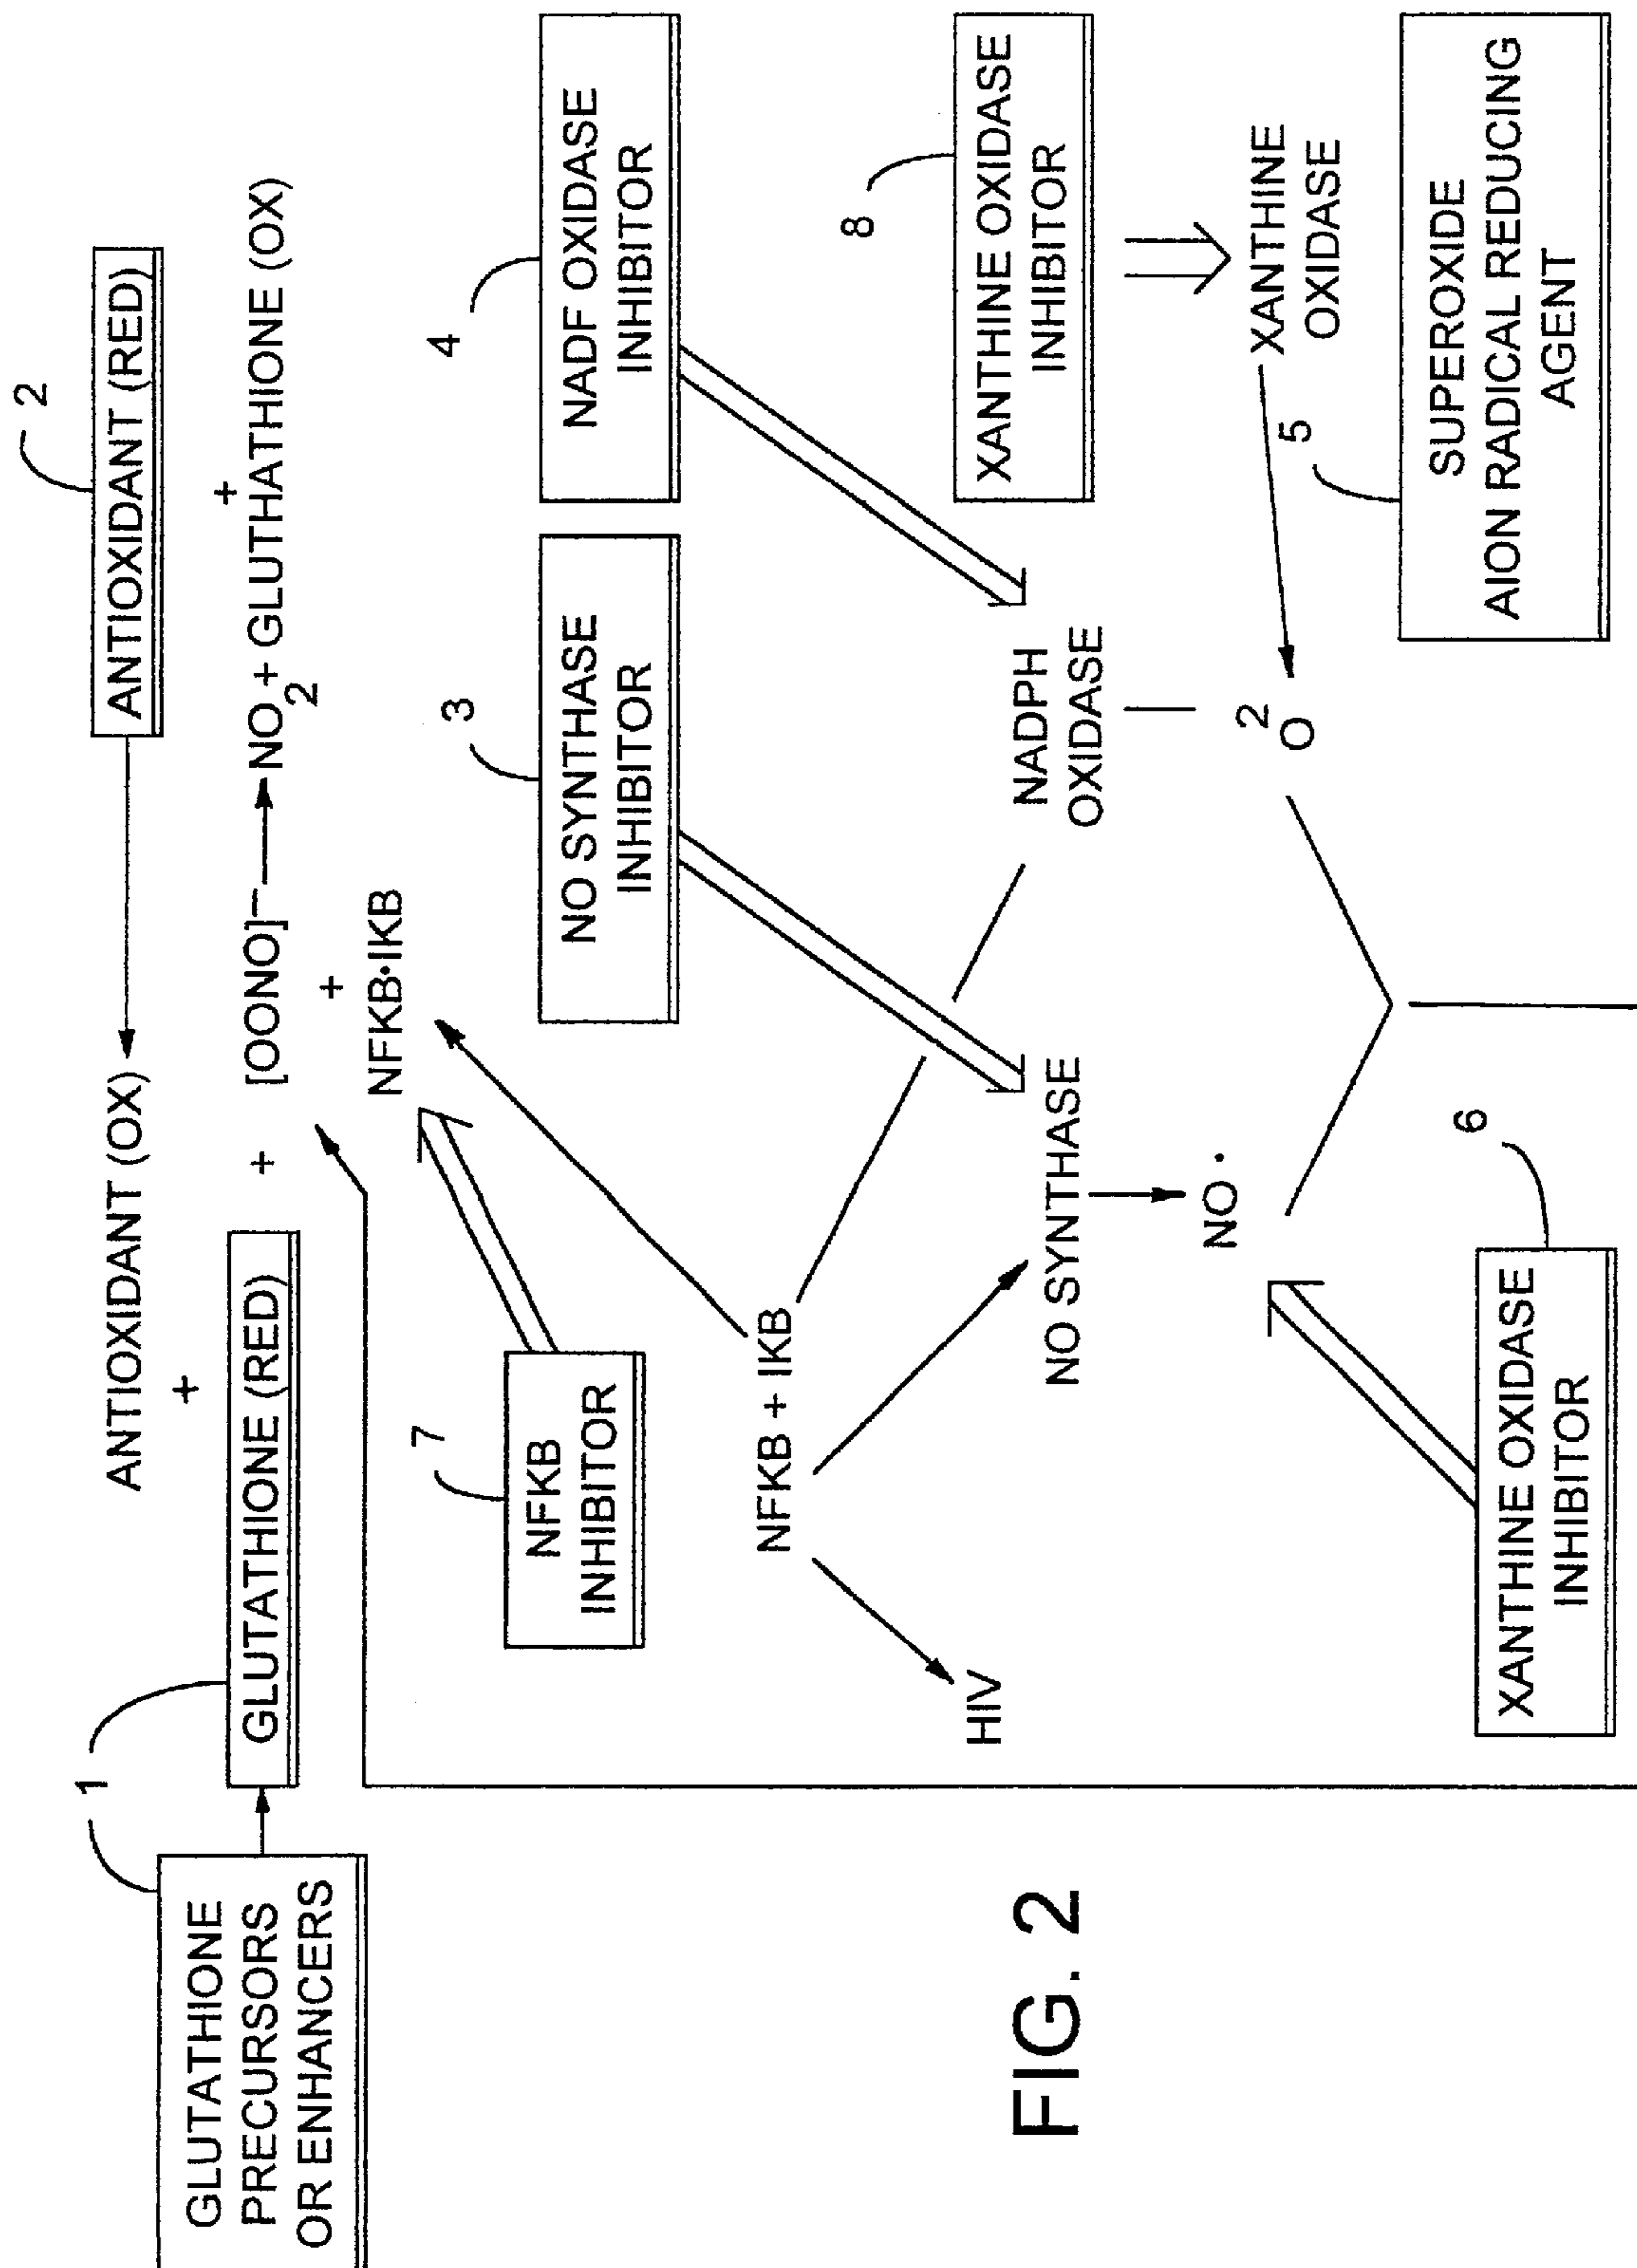 2
1
ANTIOXIDANT (OX)
ANTIOXIDANT (RED)
+
+
GLUTATHIONE
PRECURSORS
OR ENHANCERS
GLUTATHIONE (RED)
+ [OONO]⁻
NO2 + GLUTHATHIONE (OX)
+
NFKB·IKB
7
3
4
NFKB
INHIBITOR
NO SYNTHASE
INHIBITOR
NADF OXIDASE
INHIBITOR
NFKB + IKB
8
HIV
NO SYNTHASE
NADPH
OXIDASE
XANTHINE OXIDASE
INHIBITOR
FIG. 2
NO ·
2
O
XANTHINE
OXIDASE
6
5
XANTHINE OXIDASE
INHIBITOR
SUPEROXIDE
AION RADICAL REDUCING
AGENT